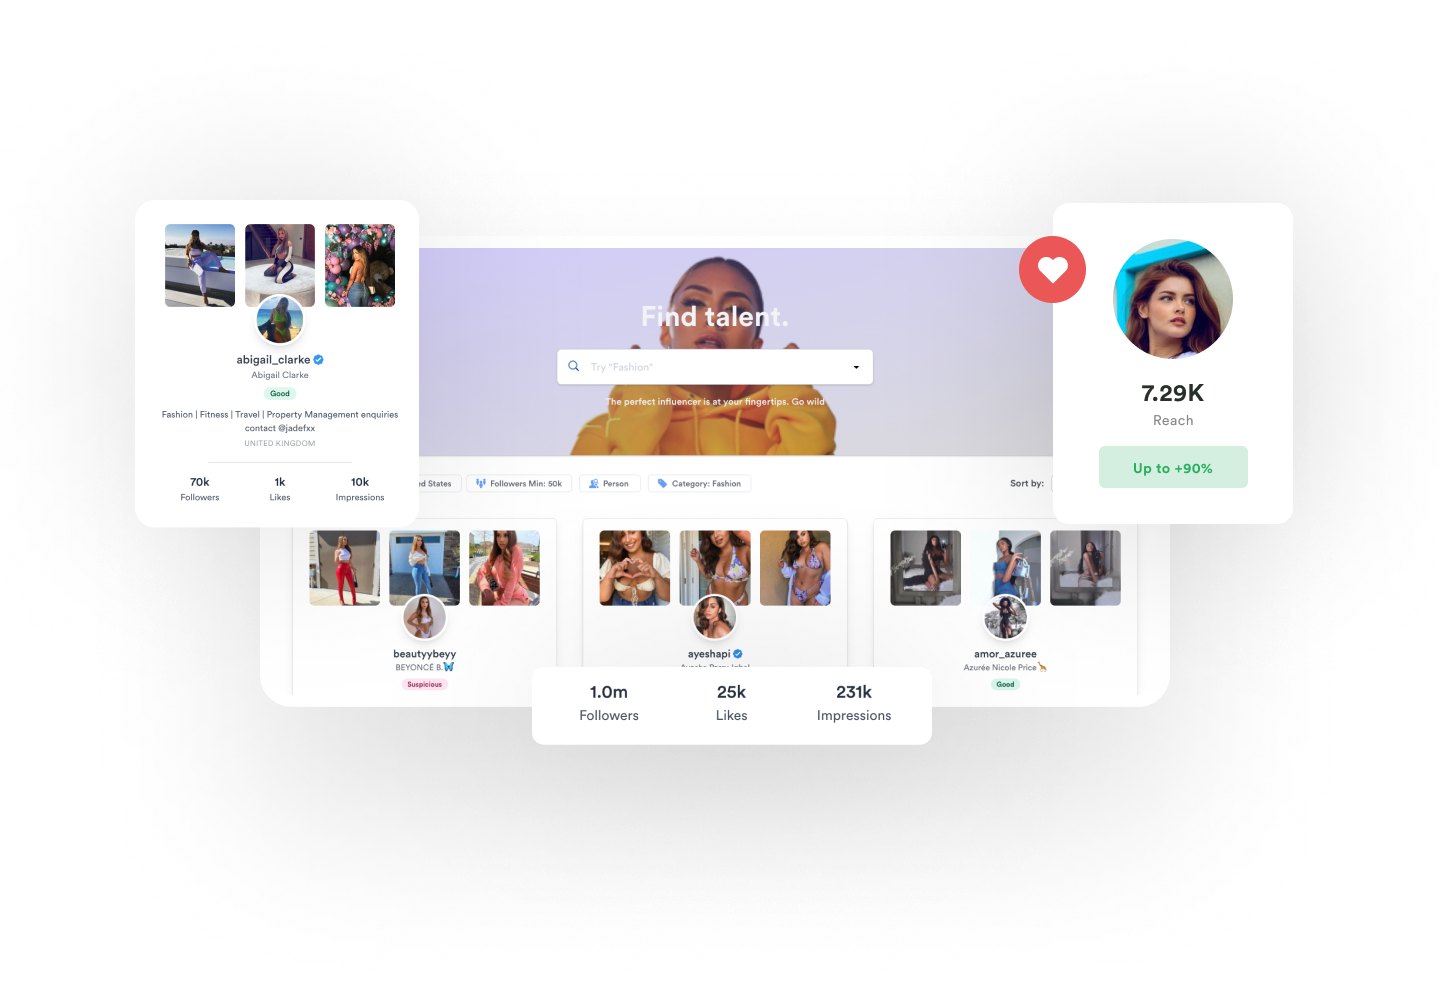 abigail_clarke
Abigail Clarke
Good
Fashion | Fitness | Travel | Property Management enquiries
contact @jadefxx
UNITED KINGDOM
70k
1k
10k
Followers
Likes
Impressions
Find talent.
Try "Fashion"
The perfect influencer is at your fingertips. Go wild
7.29K
Reach
Up to +90%
States
Followers Min: 50k
Person
Category: Fashion
Sort by:
beautyybeyy
BEYONCÉ B.🦋
Suspicious
ayeshapi
amor_azuree
Azurée Nicole Price🦒
Good
1.0m
25k
231k
Followers
Likes
Impressions